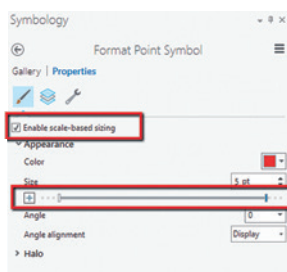 Symbology
Format Point Symbol
Gallery | Properties
Enable scale-based sizing
Appearance
Color
Size 5 pt
Angle 0
Angle alignment Display
Halo